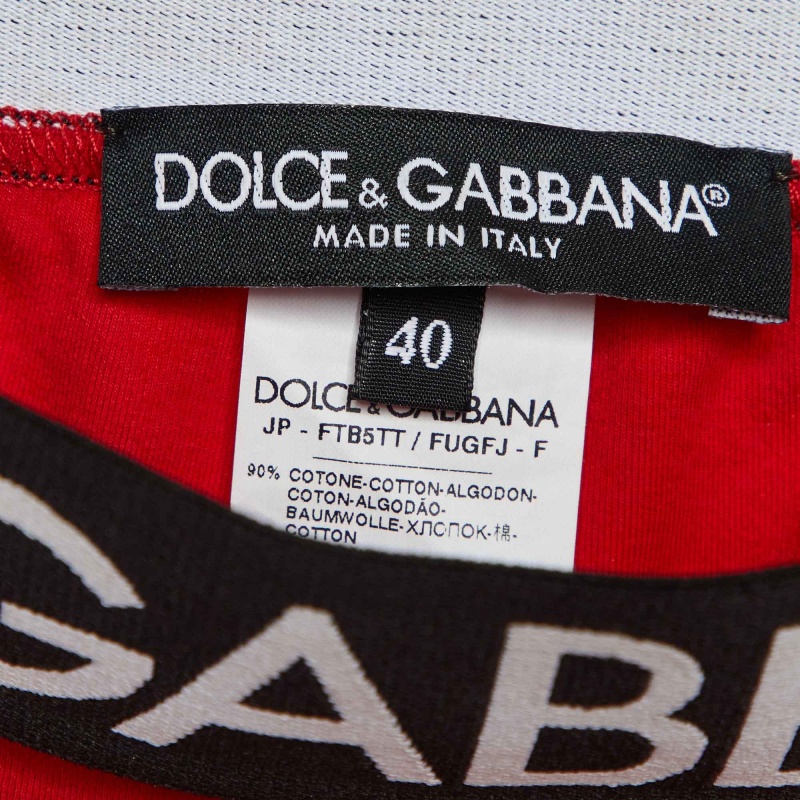 DOLCE & GABBANA®
MADE IN ITALY
40
DOLCE & GABBANA
JP - FTB5TT / FUGFJ - F
90% COTONE-COTTON-ALGODON-
COTON-ALGODÃO-
BAUMWOLLE-ХЛОПОК-棉-
COTTON
GABB